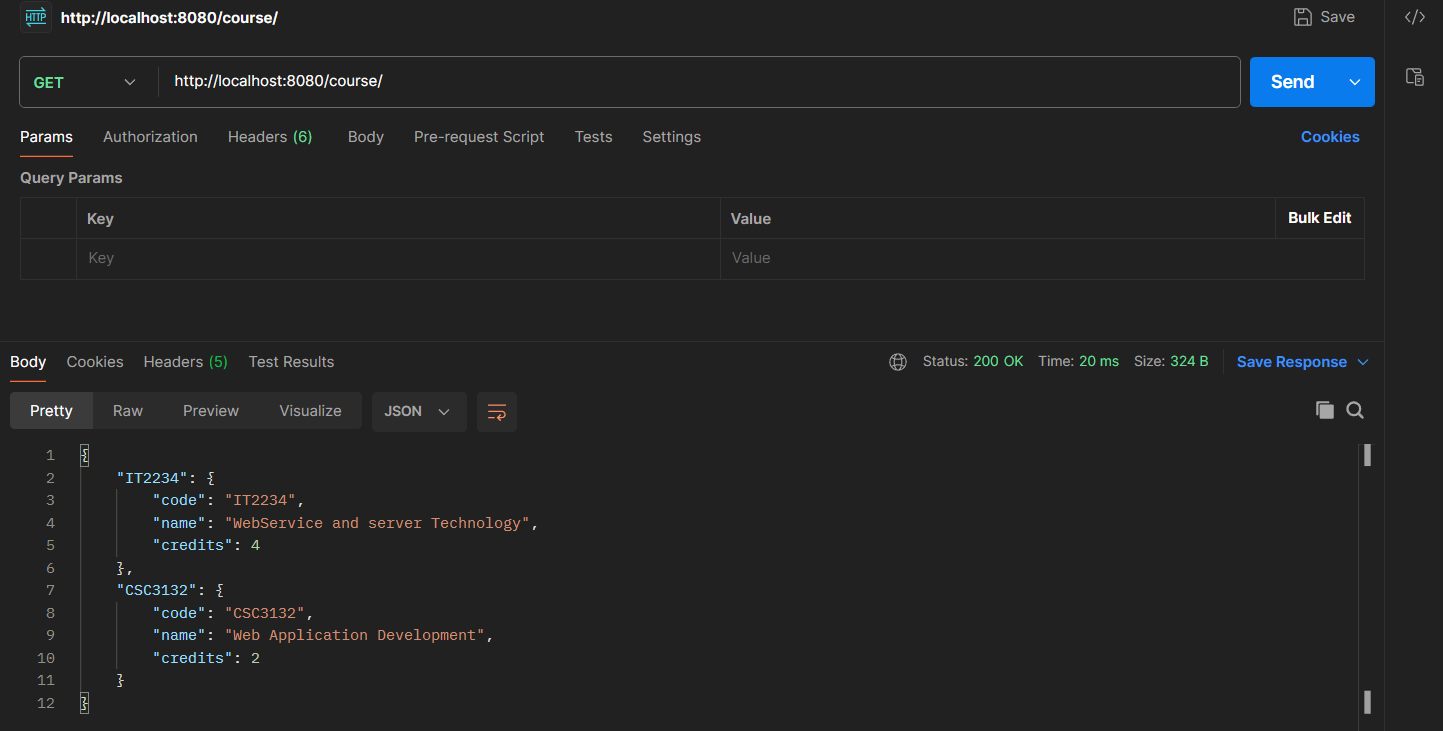 HTTP http://localhost:8080/course/ Save </>
GET http://localhost:8080/course/ Send
Params Authorization Headers (6) Body Pre-request Script Tests Settings Cookies
Query Params
Key Value Bulk Edit
Key Value
Body Cookies Headers (5) Test Results Status: 200 OK Time: 20 ms Size: 324 B Save Response
Pretty Raw Preview Visualize JSON
1 {
2 "IT2234": {
3 "code": "IT2234",
4 "name": "WebService and server Technology",
5 "credits": 4
6 },
7 "CSC3132": {
8 "code": "CSC3132",
9 "name": "Web Application Development",
10 "credits": 2
11 }
12 }